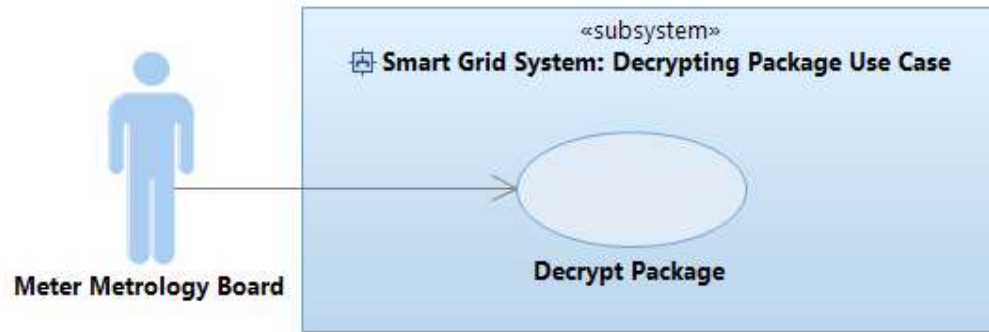 «subsystem»
Smart Grid System: Decrypting Package Use Case
Decrypt Package
Meter Metrology Board